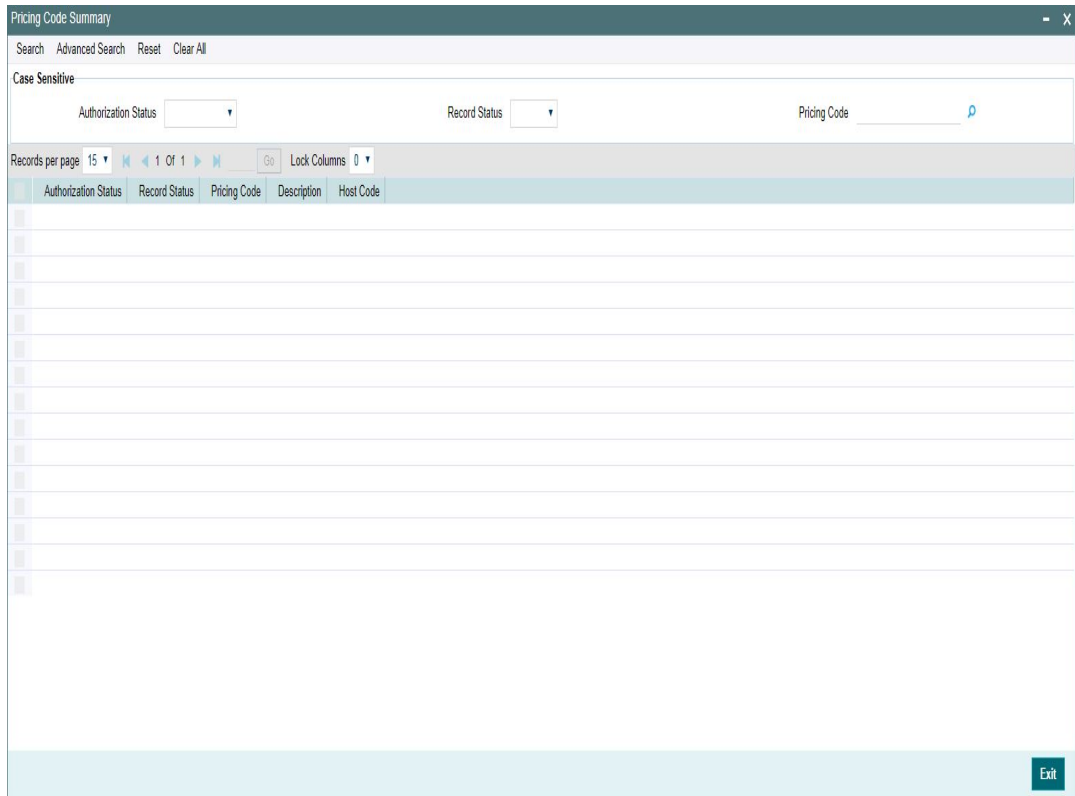 Pricing Code Summary - X
Search Advanced Search Reset Clear All
Case Sensitive
Authorization Status Record Status Pricing Code
Records per page 15 1 Of 1 Go Lock Columns 0
Authorization Status Record Status Pricing Code Description Host Code
Exit